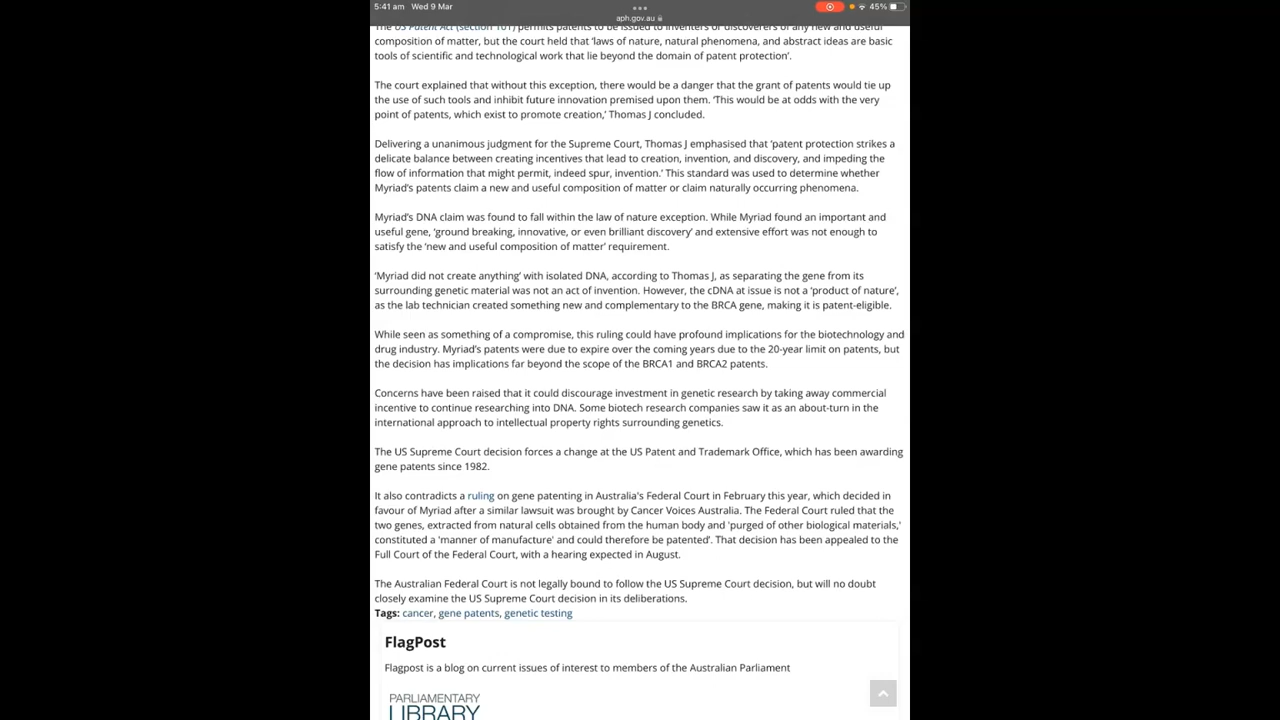 5:41 am Wed 9 Mar
45%
aph.gov.au
The US Patent Act (section 101) permits patents to be issued to inventers or discoverers of any new and useful
composition of matter, but the court held that ‘laws of nature, natural phenomena, and abstract ideas are basic
tools of scientific and technological work that lie beyond the domain of patent protection’.
The court explained that without this exception, there would be a danger that the grant of patents would tie up
the use of such tools and inhibit future innovation premised upon them. ‘This would be at odds with the very
point of patents, which exist to promote creation,’ Thomas J concluded.
Delivering a unanimous judgment for the Supreme Court, Thomas J emphasised that ‘patent protection strikes a
delicate balance between creating incentives that lead to creation, invention, and discovery, and impeding the
flow of information that might permit, indeed spur, invention.’ This standard was used to determine whether
Myriad’s patents claim a new and useful composition of matter or claim naturally occurring phenomena.
Myriad’s DNA claim was found to fall within the law of nature exception. While Myriad found an important and
useful gene, ‘ground breaking, innovative, or even brilliant discovery’ and extensive effort was not enough to
satisfy the ‘new and useful composition of matter’ requirement.
‘Myriad did not create anything’ with isolated DNA, according to Thomas J, as separating the gene from its
surrounding genetic material was not an act of invention. However, the cDNA at issue is not a ‘product of nature’,
as the lab technician created something new and complementary to the BRCA gene, making it is patent-eligible.
While seen as something of a compromise, this ruling could have profound implications for the biotechnology and
drug industry. Myriad’s patents were due to expire over the coming years due to the 20-year limit on patents, but
the decision has implications far beyond the scope of the BRCA1 and BRCA2 patents.
Concerns have been raised that it could discourage investment in genetic research by taking away commercial
incentive to continue researching into DNA. Some biotech research companies saw it as an about-turn in the
international approach to intellectual property rights surrounding genetics.
The US Supreme Court decision forces a change at the US Patent and Trademark Office, which has been awarding
gene patents since 1982.
It also contradicts a ruling on gene patenting in Australia's Federal Court in February this year, which decided in
favour of Myriad after a similar lawsuit was brought by Cancer Voices Australia. The Federal Court ruled that the
two genes, extracted from natural cells obtained from the human body and 'purged of other biological materials,'
constituted a 'manner of manufacture' and could therefore be patented'. That decision has been appealed to the
Full Court of the Federal Court, with a hearing expected in August.
The Australian Federal Court is not legally bound to follow the US Supreme Court decision, but will no doubt
closely examine the US Supreme Court decision in its deliberations.
Tags: cancer, gene patents, genetic testing
FlagPost
Flagpost is a blog on current issues of interest to members of the Australian Parliament
PARLIAMENTARY
LIBRARY